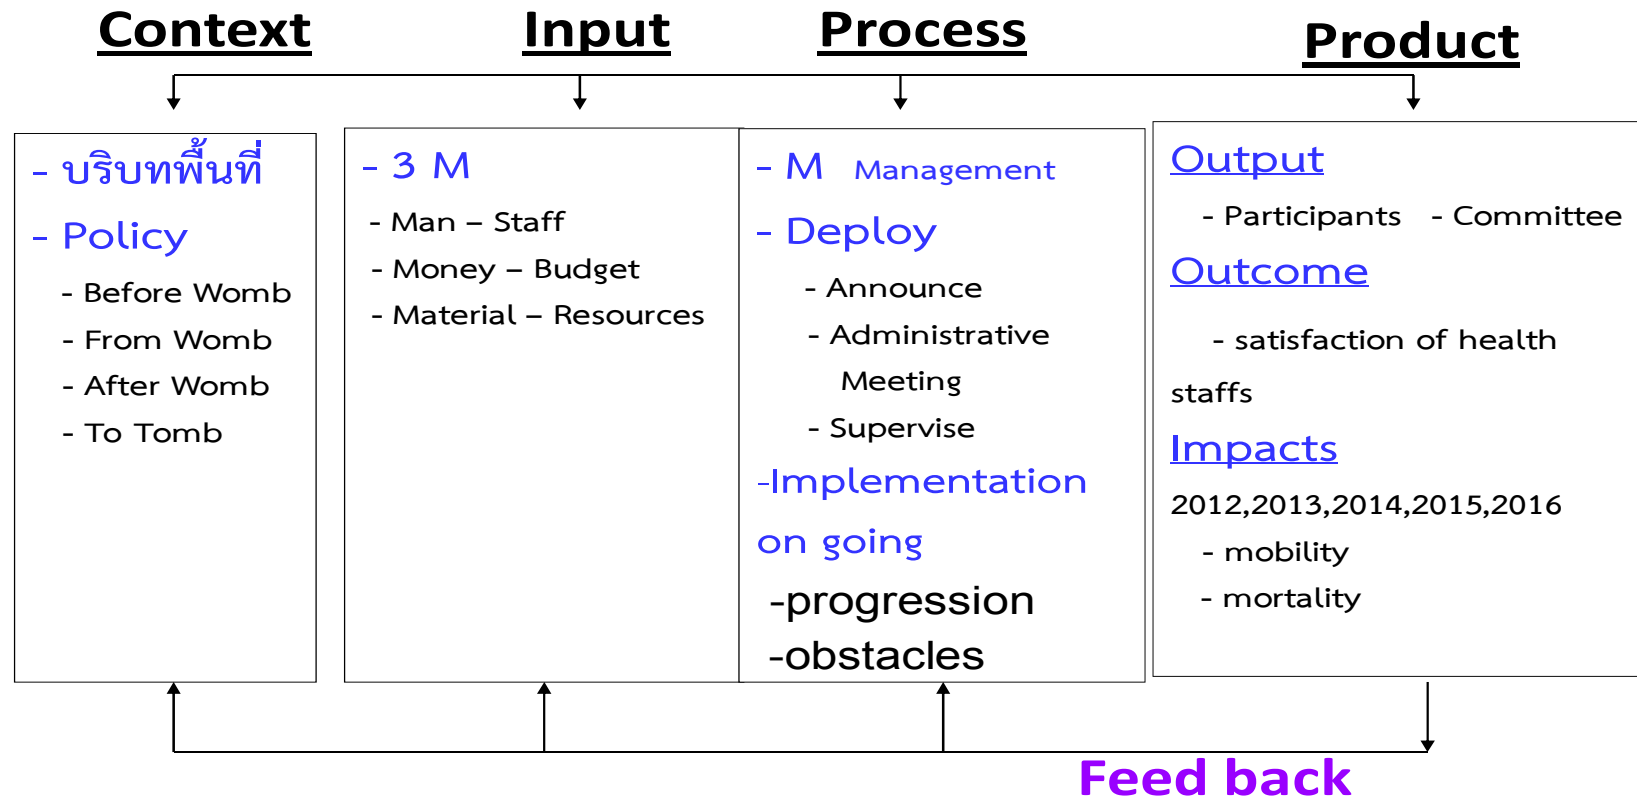 Context
Input
Process
Product
- บริบทพื้นที่
- Policy
- Before Womb
- From Womb
- After Womb
- To Tomb
- 3 M
- Man – Staff
- Money – Budget
- Material – Resources
- M Management
- Deploy
- Announce
- Administrative
Meeting
- Supervise
-Implementation
on going
-progression
-obstacles
Output
- Participants - Committee
Outcome
- satisfaction of health
staffs
Impacts
2012,2013,2014,2015,2016
- mobility
- mortality
Feed back